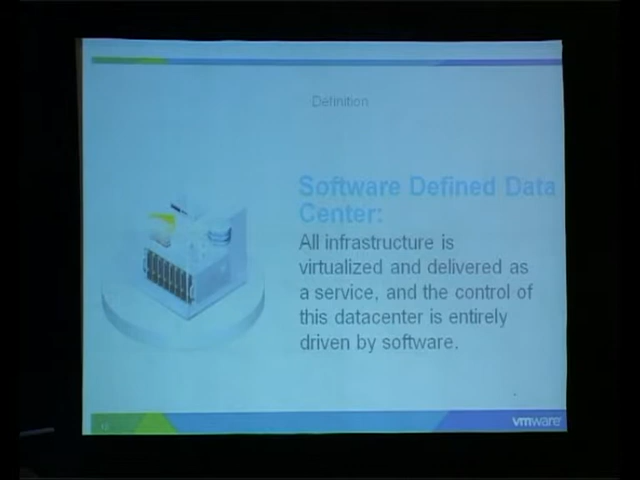 Definition
Software Defined Data
Center:
All infrastructure is
virtualized and delivered as
a service, and the control of
this datacenter is entirely
driven by software.
vmware